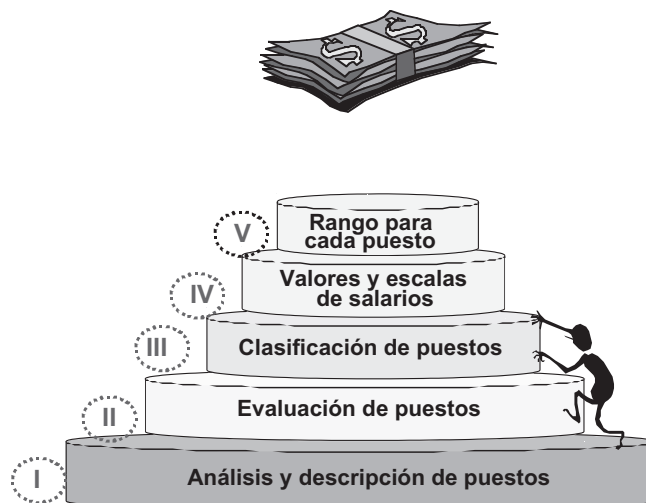 $ $
V
Rango para
cada puesto
IV
Valores y escalas
de salarios
III
Clasificación de puestos
II
Evaluación de puestos
I
Análisis y descripción de puestos